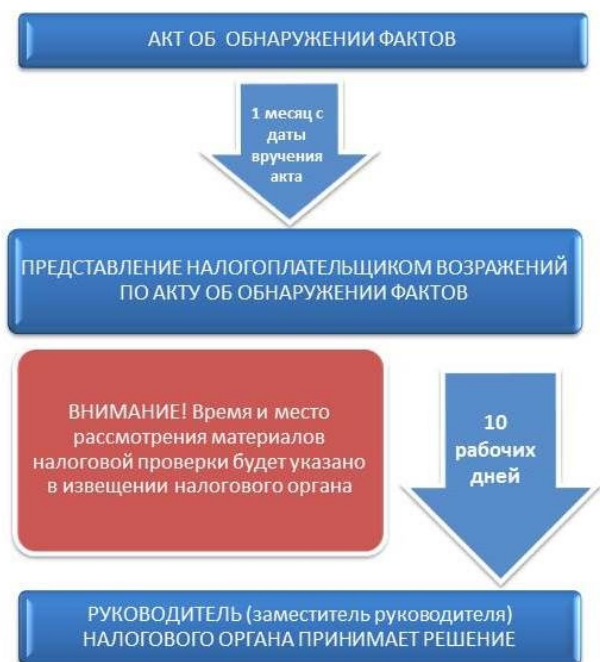 АКТ ОБ ОБНАРУЖЕНИИ ФАКТОВ
1 месяц с
даты
вручения
акта
ПРЕДСТАВЛЕНИЕ НАЛОГОПЛАТЕЛЬЩИКОМ ВОЗРАЖЕНИЙ
ПО АКТУ ОБ ОБНАРУЖЕНИИ ФАКТОВ
ВНИМАНИЕ! Время и место
рассмотрения материалов
налоговой проверки будет указано
в извещении налогового органа
10
рабочих
дней
РУКОВОДИТЕЛЬ (заместитель руководителя)
НАЛОГОВОГО ОРГАНА ПРИНИМАЕТ РЕШЕНИЕ